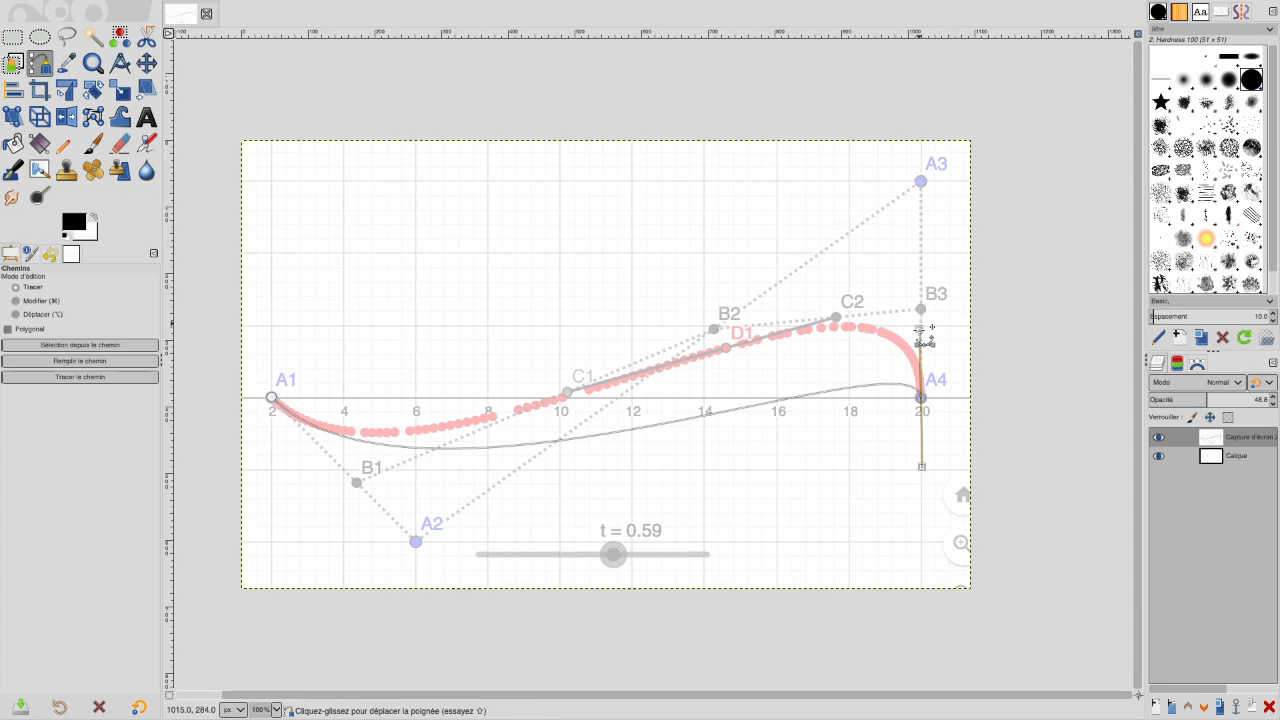 Aa
filtre
2. Hardness 100 (51 x 51)
Basic,
Espacement 10.0
Chemins
Mode d'édition
Tracer
Modifier (⌘)
Déplacer (⌥)
Polygonal
Sélection depuis le chemin
Remplir le chemin
Tracer le chemin
A3
B3
C2
B2
D1
C1
A1
A4
2 4 6 8 10 12 14 16 18 20
B1
A2
t = 0.59
Mode Normal
Opacité 48.8
Verrouiller :
Capture d'écran
Calque
1015.0, 284.0 px 100% Cliquez-glissez pour déplacer la poignée (essayez ⇧)